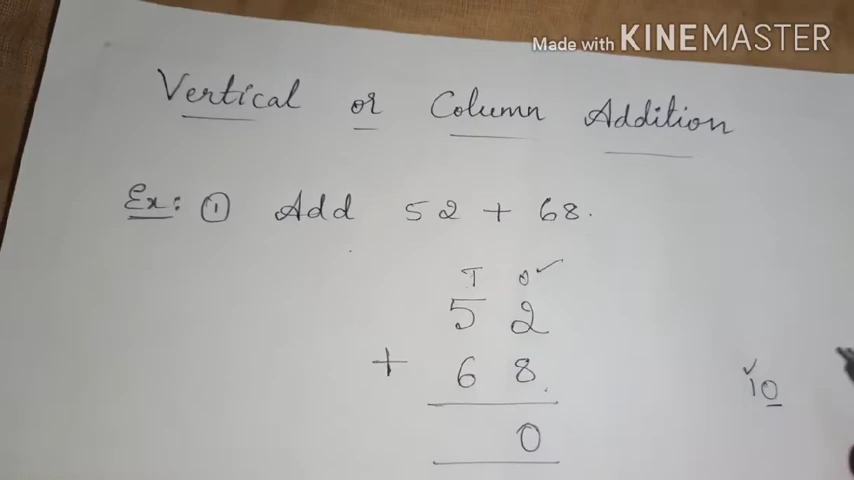 Made with KINEMASTER
Vertical or Column Addition
Ex: ① Add 52 + 68.
T O ✓
5 2
+ 6 8.
✓
10
0